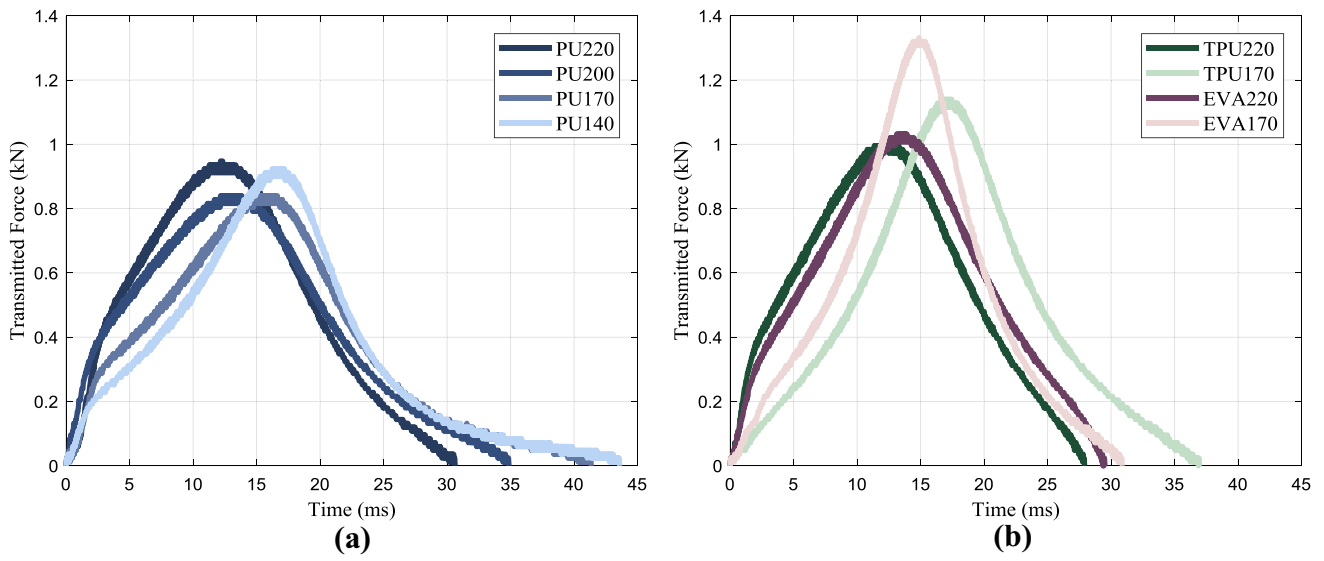 1.4
1.2
1
0.8
0.6
0.4
0.2
0
Transmitted Force (kN)
PU220
PU200
PU170
PU140
0 5 10 15 20 25 30 35 40 45
Time (ms)
(a)
1.4
1.2
1
0.8
0.6
0.4
0.2
0
Transmitted Force (kN)
TPU220
TPU170
EVA220
EVA170
0 5 10 15 20 25 30 35 40 45
Time (ms)
(b)